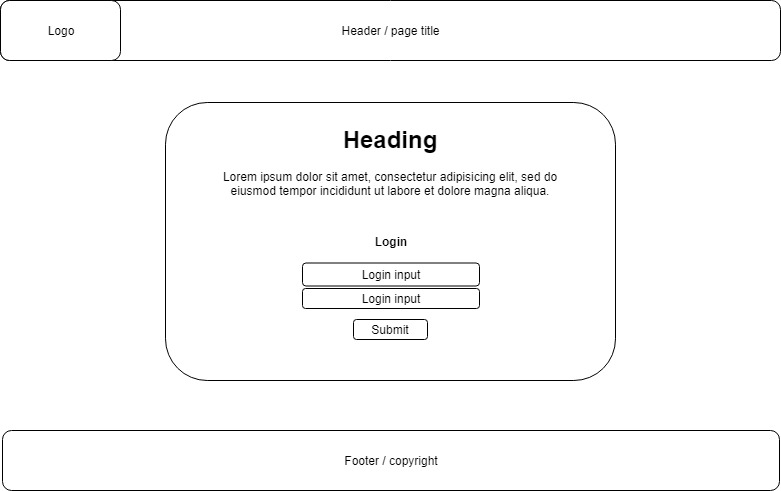 Logo
Header / page title
Heading
Lorem ipsum dolor sit amet, consectetur adipisicing elit, sed do
eiusmod tempor incididunt ut labore et dolore magna aliqua.
Login
Login input
Login input
Submit
Footer / copyright